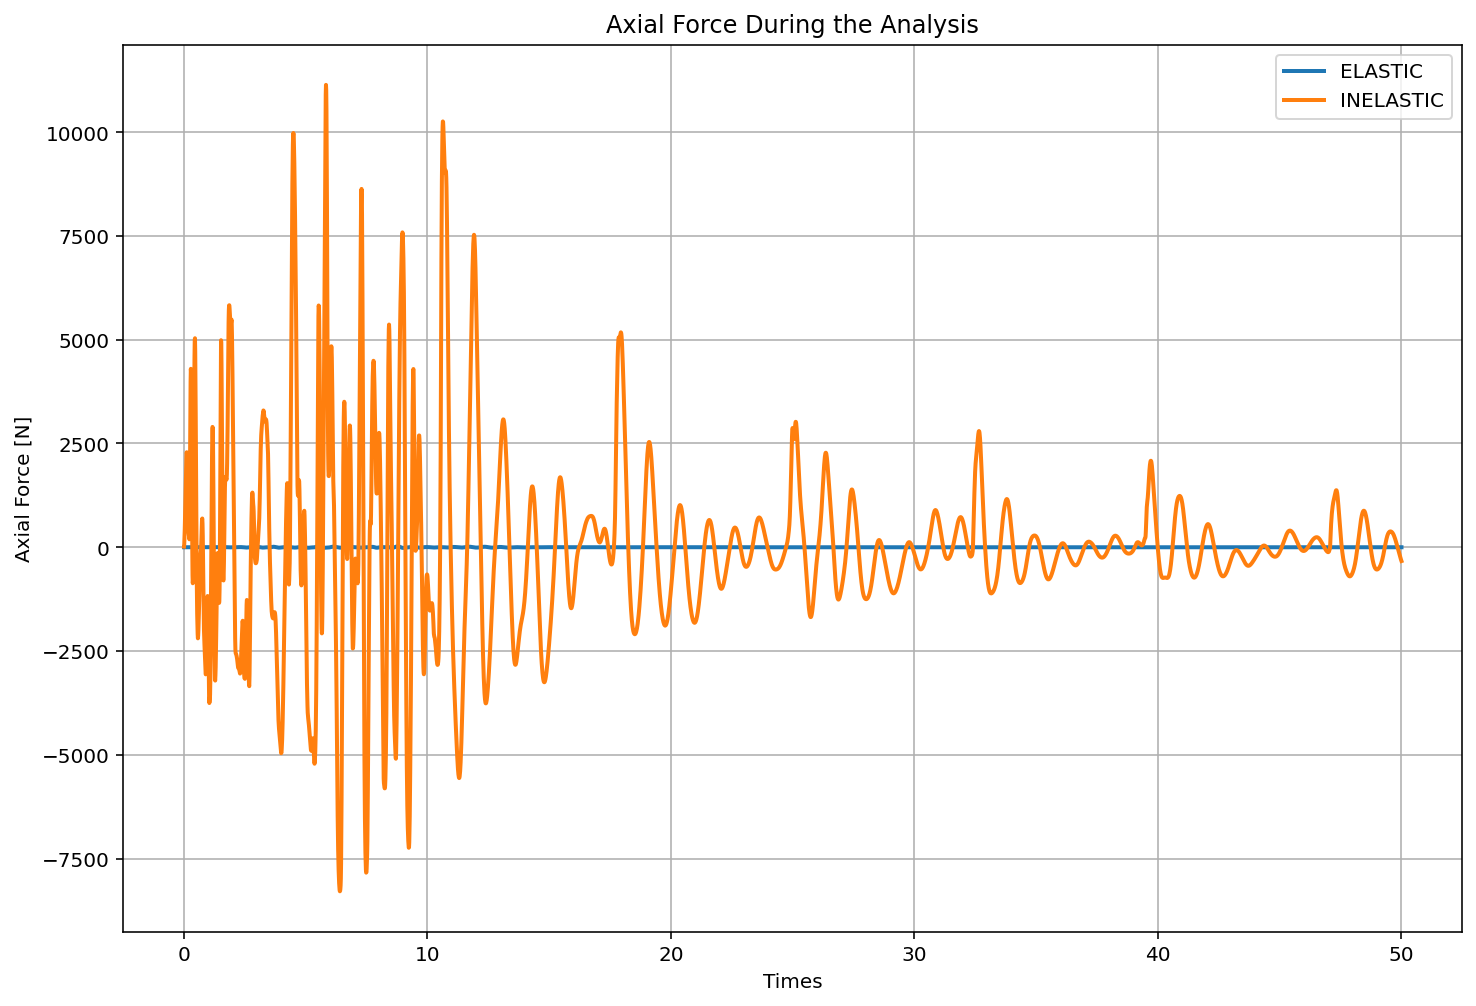 Axial Force During the Analysis
ELASTIC
INELASTIC
Axial Force [N]
10000
7500
5000
2500
0
−2500
−5000
−7500
0 10 20 30 40 50
Times